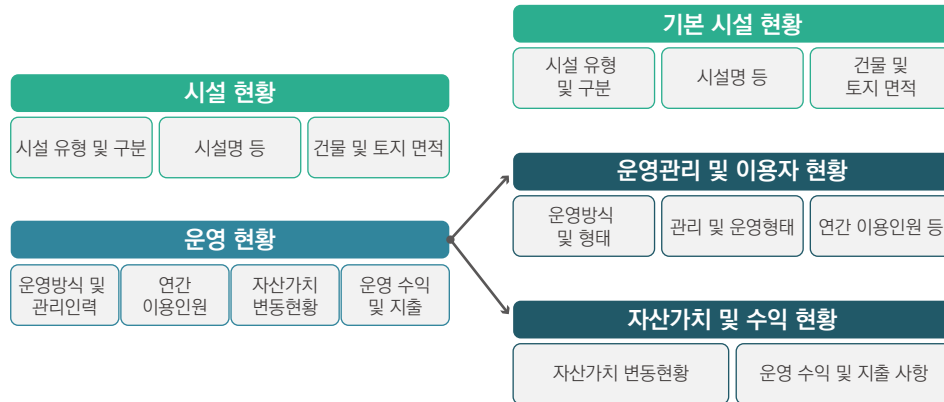 시설 현황
시설 유형 및 구분
시설명 등
건물 및 토지 면적
운영 현황
운영방식 및
관리인력
연간
이용인원
자산가치
변동현황
운영 수익
및 지출
기본 시설 현황
시설 유형
및 구분
시설명 등
건물 및
토지 면적
운영관리 및 이용자 현황
운영방식
및 형태
관리 및 운영형태
연간 이용인원 등
자산가치 및 수익 현황
자산가치 변동현황
운영 수익 및 지출 사항